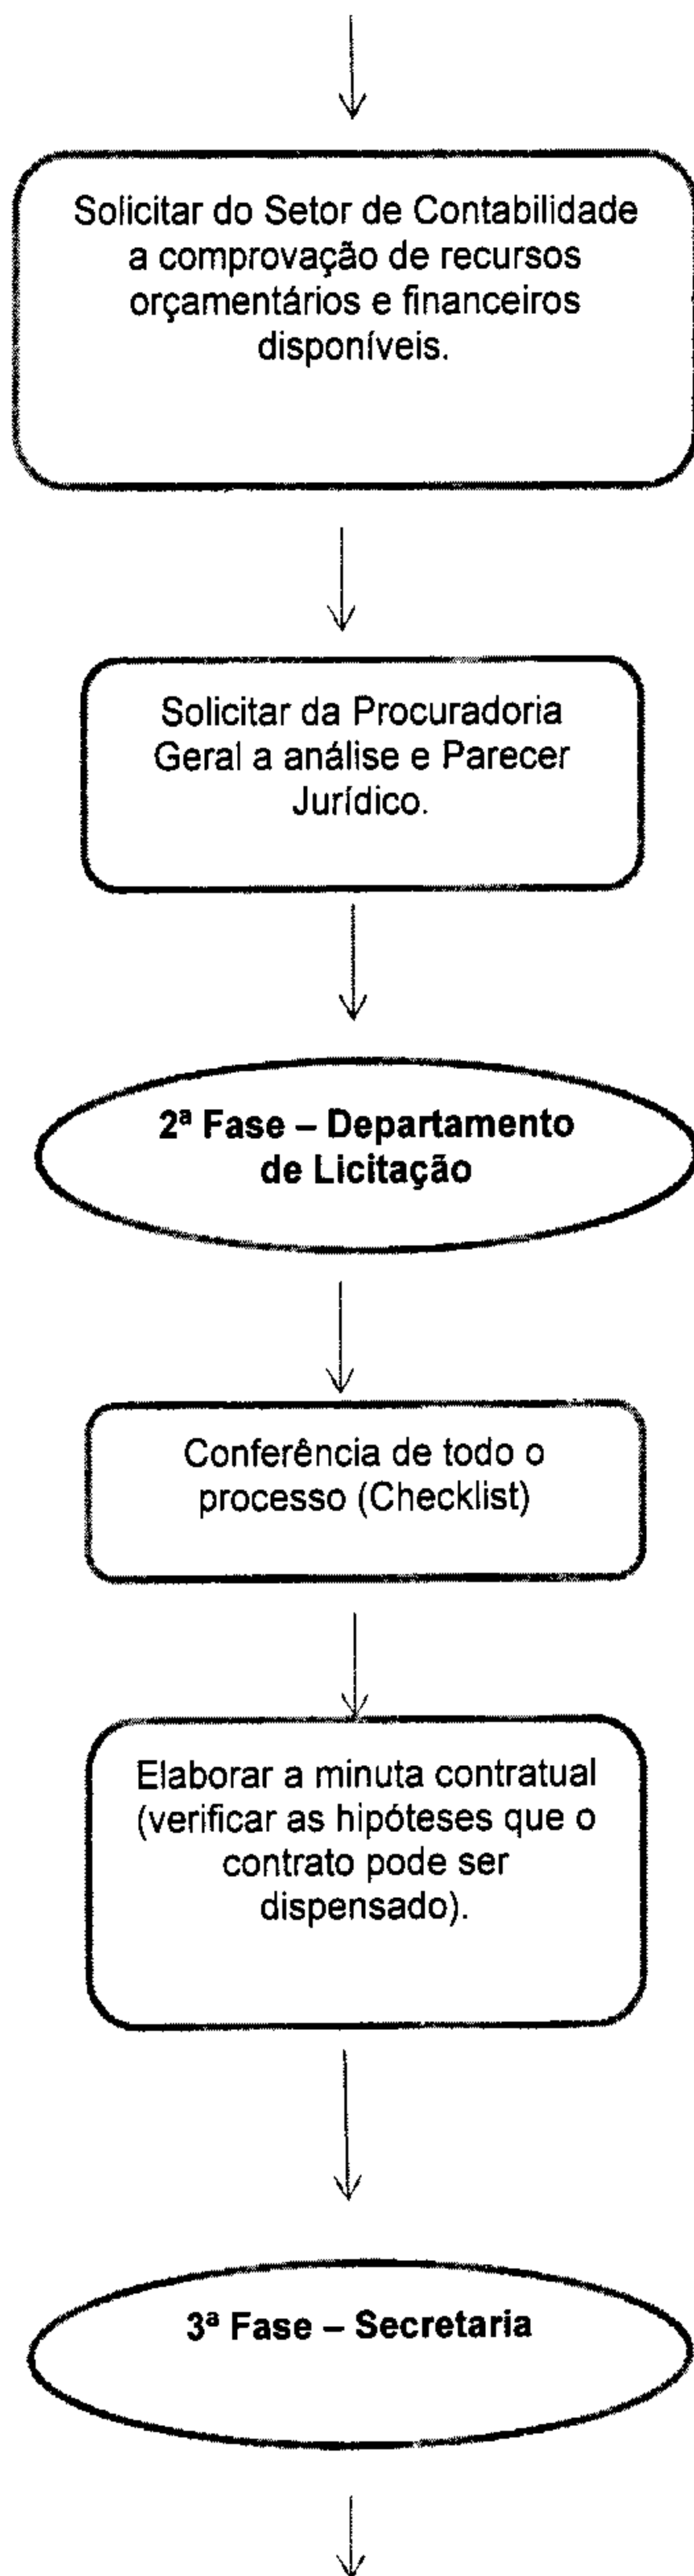 Solicitar do Setor de Contabilidade
a comprovação de recursos
orçamentários e financeiros
disponíveis.
Solicitar da Procuradoria
Geral a análise e Parecer
Jurídico.
2ª Fase – Departamento
de Licitação
Conferência de todo o
processo (Checklist)
Elaborar a minuta contratual
(verificar as hipóteses que o
contrato pode ser
dispensado).
3ª Fase – Secretaria